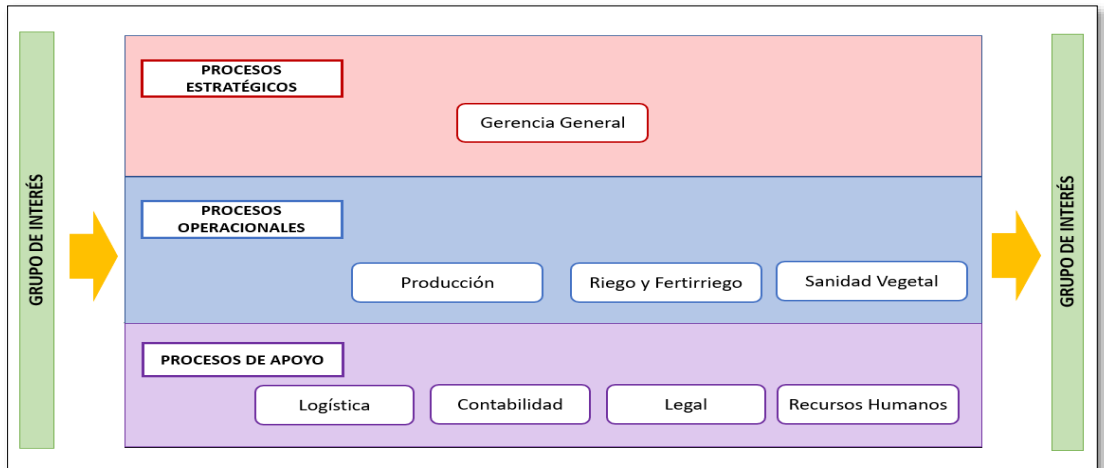 GRUPO DE INTERÉS
PROCESOS
ESTRATÉGICOS
Gerencia General
PROCESOS
OPERACIONALES
Producción
Riego y Fertirriego
Sanidad Vegetal
PROCESOS DE APOYO
Logística
Contabilidad
Legal
Recursos Humanos
GRUPO DE INTERÉS